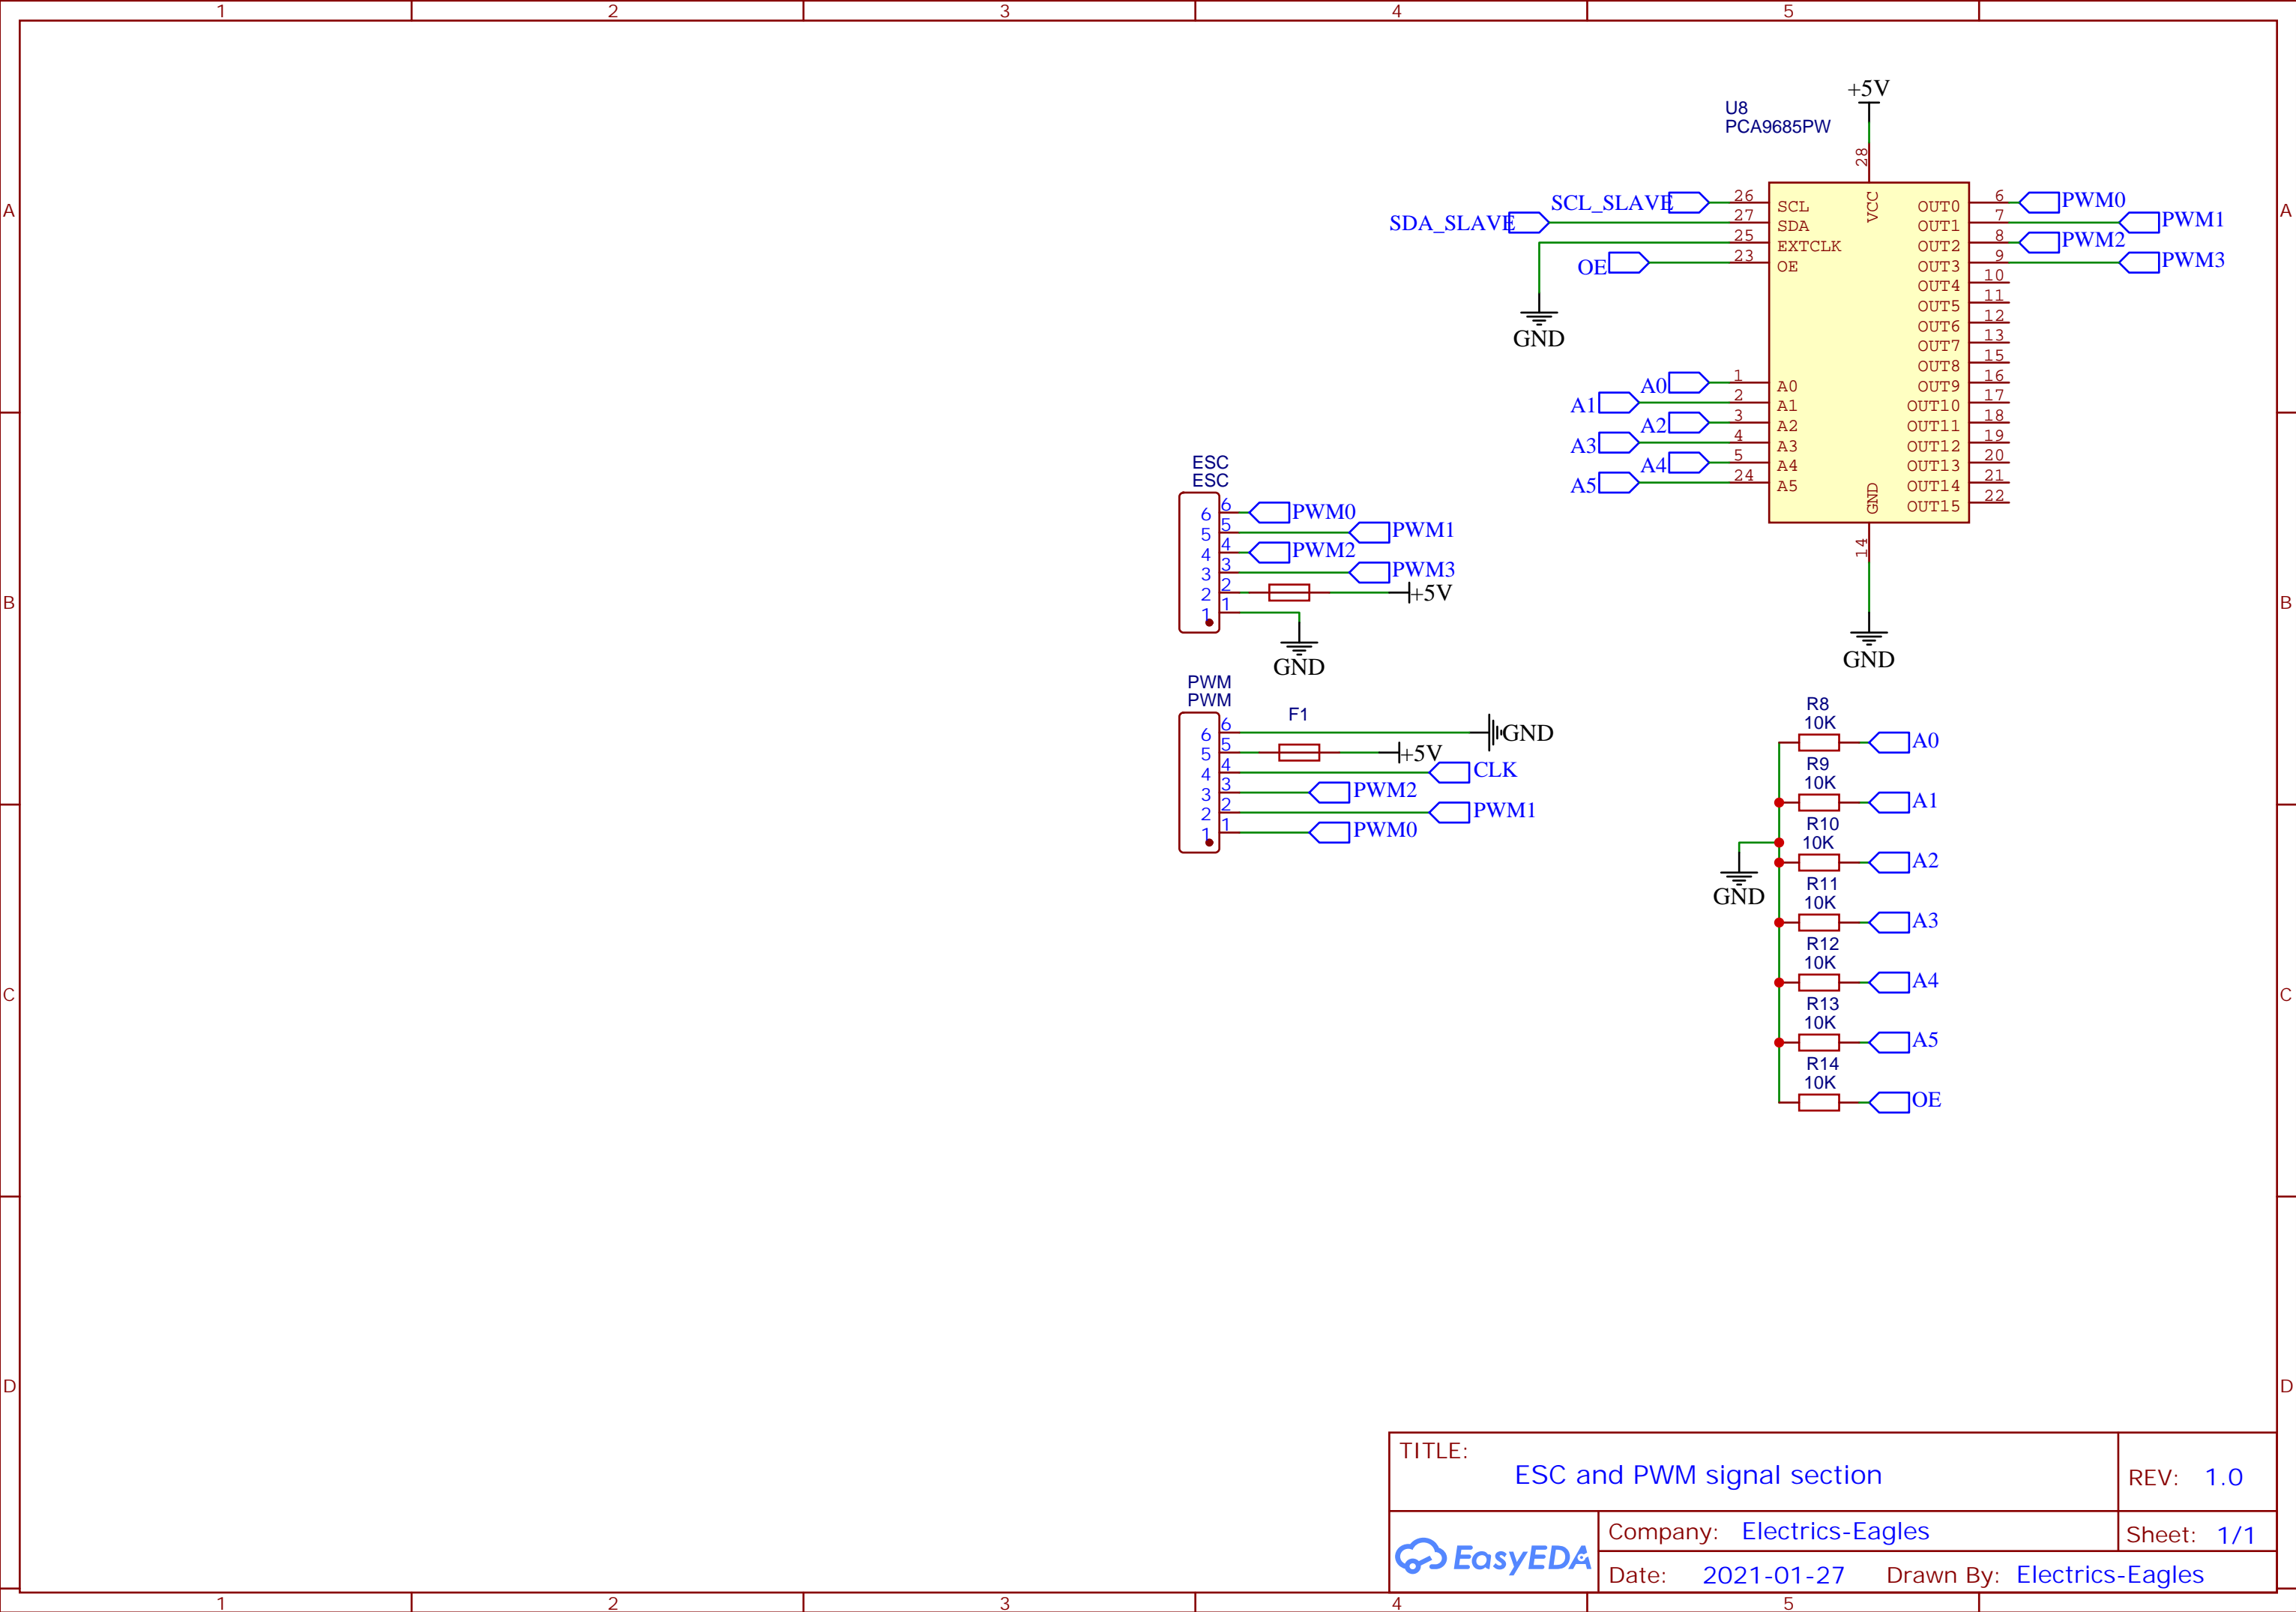 1 2 3 4 5
A A
B B
C C
D D
+5V
U8
PCA9685PW
28
VCC
SCL_SLAVE 26 SCL
SDA_SLAVE 27 SDA
25 EXTCLK
OE 23 OE
GND
A0 1 A0
A1 2 A1
A2 3 A2
A3 4 A3
A4 5 A4
A5 24 A5
OUT0 6 PWM0
OUT1 7 PWM1
OUT2 8 PWM2
OUT3 9 PWM3
OUT4 10
OUT5 11
OUT6 12
OUT7 13
OUT8 15
OUT9 16
OUT10 17
OUT11 18
OUT12 19
OUT13 20
OUT14 21
OUT15 22
GND
14
GND
ESC
ESC
6 6 PWM0
5 5 PWM1
4 4 PWM2
3 3 PWM3
2 2 +5V
1 1
GND
PWM
PWM
F1
6 6 GND
5 5 +5V
4 4 CLK
3 3 PWM2
2 2 PWM1
1 1 PWM0
R8
10K
A0
R9
10K
A1
R10
10K
A2
GND
R11
10K
A3
R12
10K
A4
R13
10K
A5
R14
10K
OE
TITLE:
ESC and PWM signal section
REV: 1.0
EasyEDA
Company: Electrics-Eagles
Sheet: 1/1
Date: 2021-01-27 Drawn By: Electrics-Eagles
1 2 3 4 5